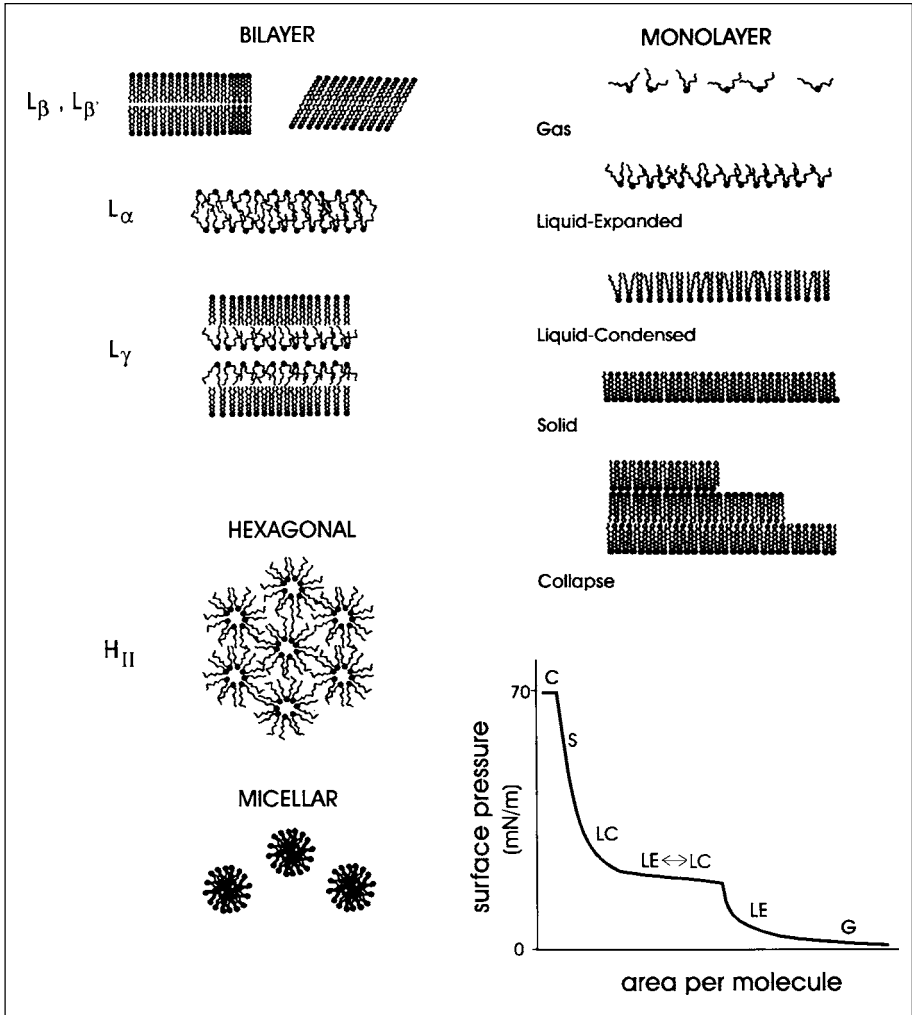 BILAYER
Lβ , Lβ'
Lα
Lγ
HEXAGONAL
HII
MICELLAR
MONOLAYER
Gas
Liquid-Expanded
Liquid-Condensed
Solid
Collapse
surface pressure
(mN/m)
70
0
C
S
LC
LE↔LC
LE
G
area per molecule